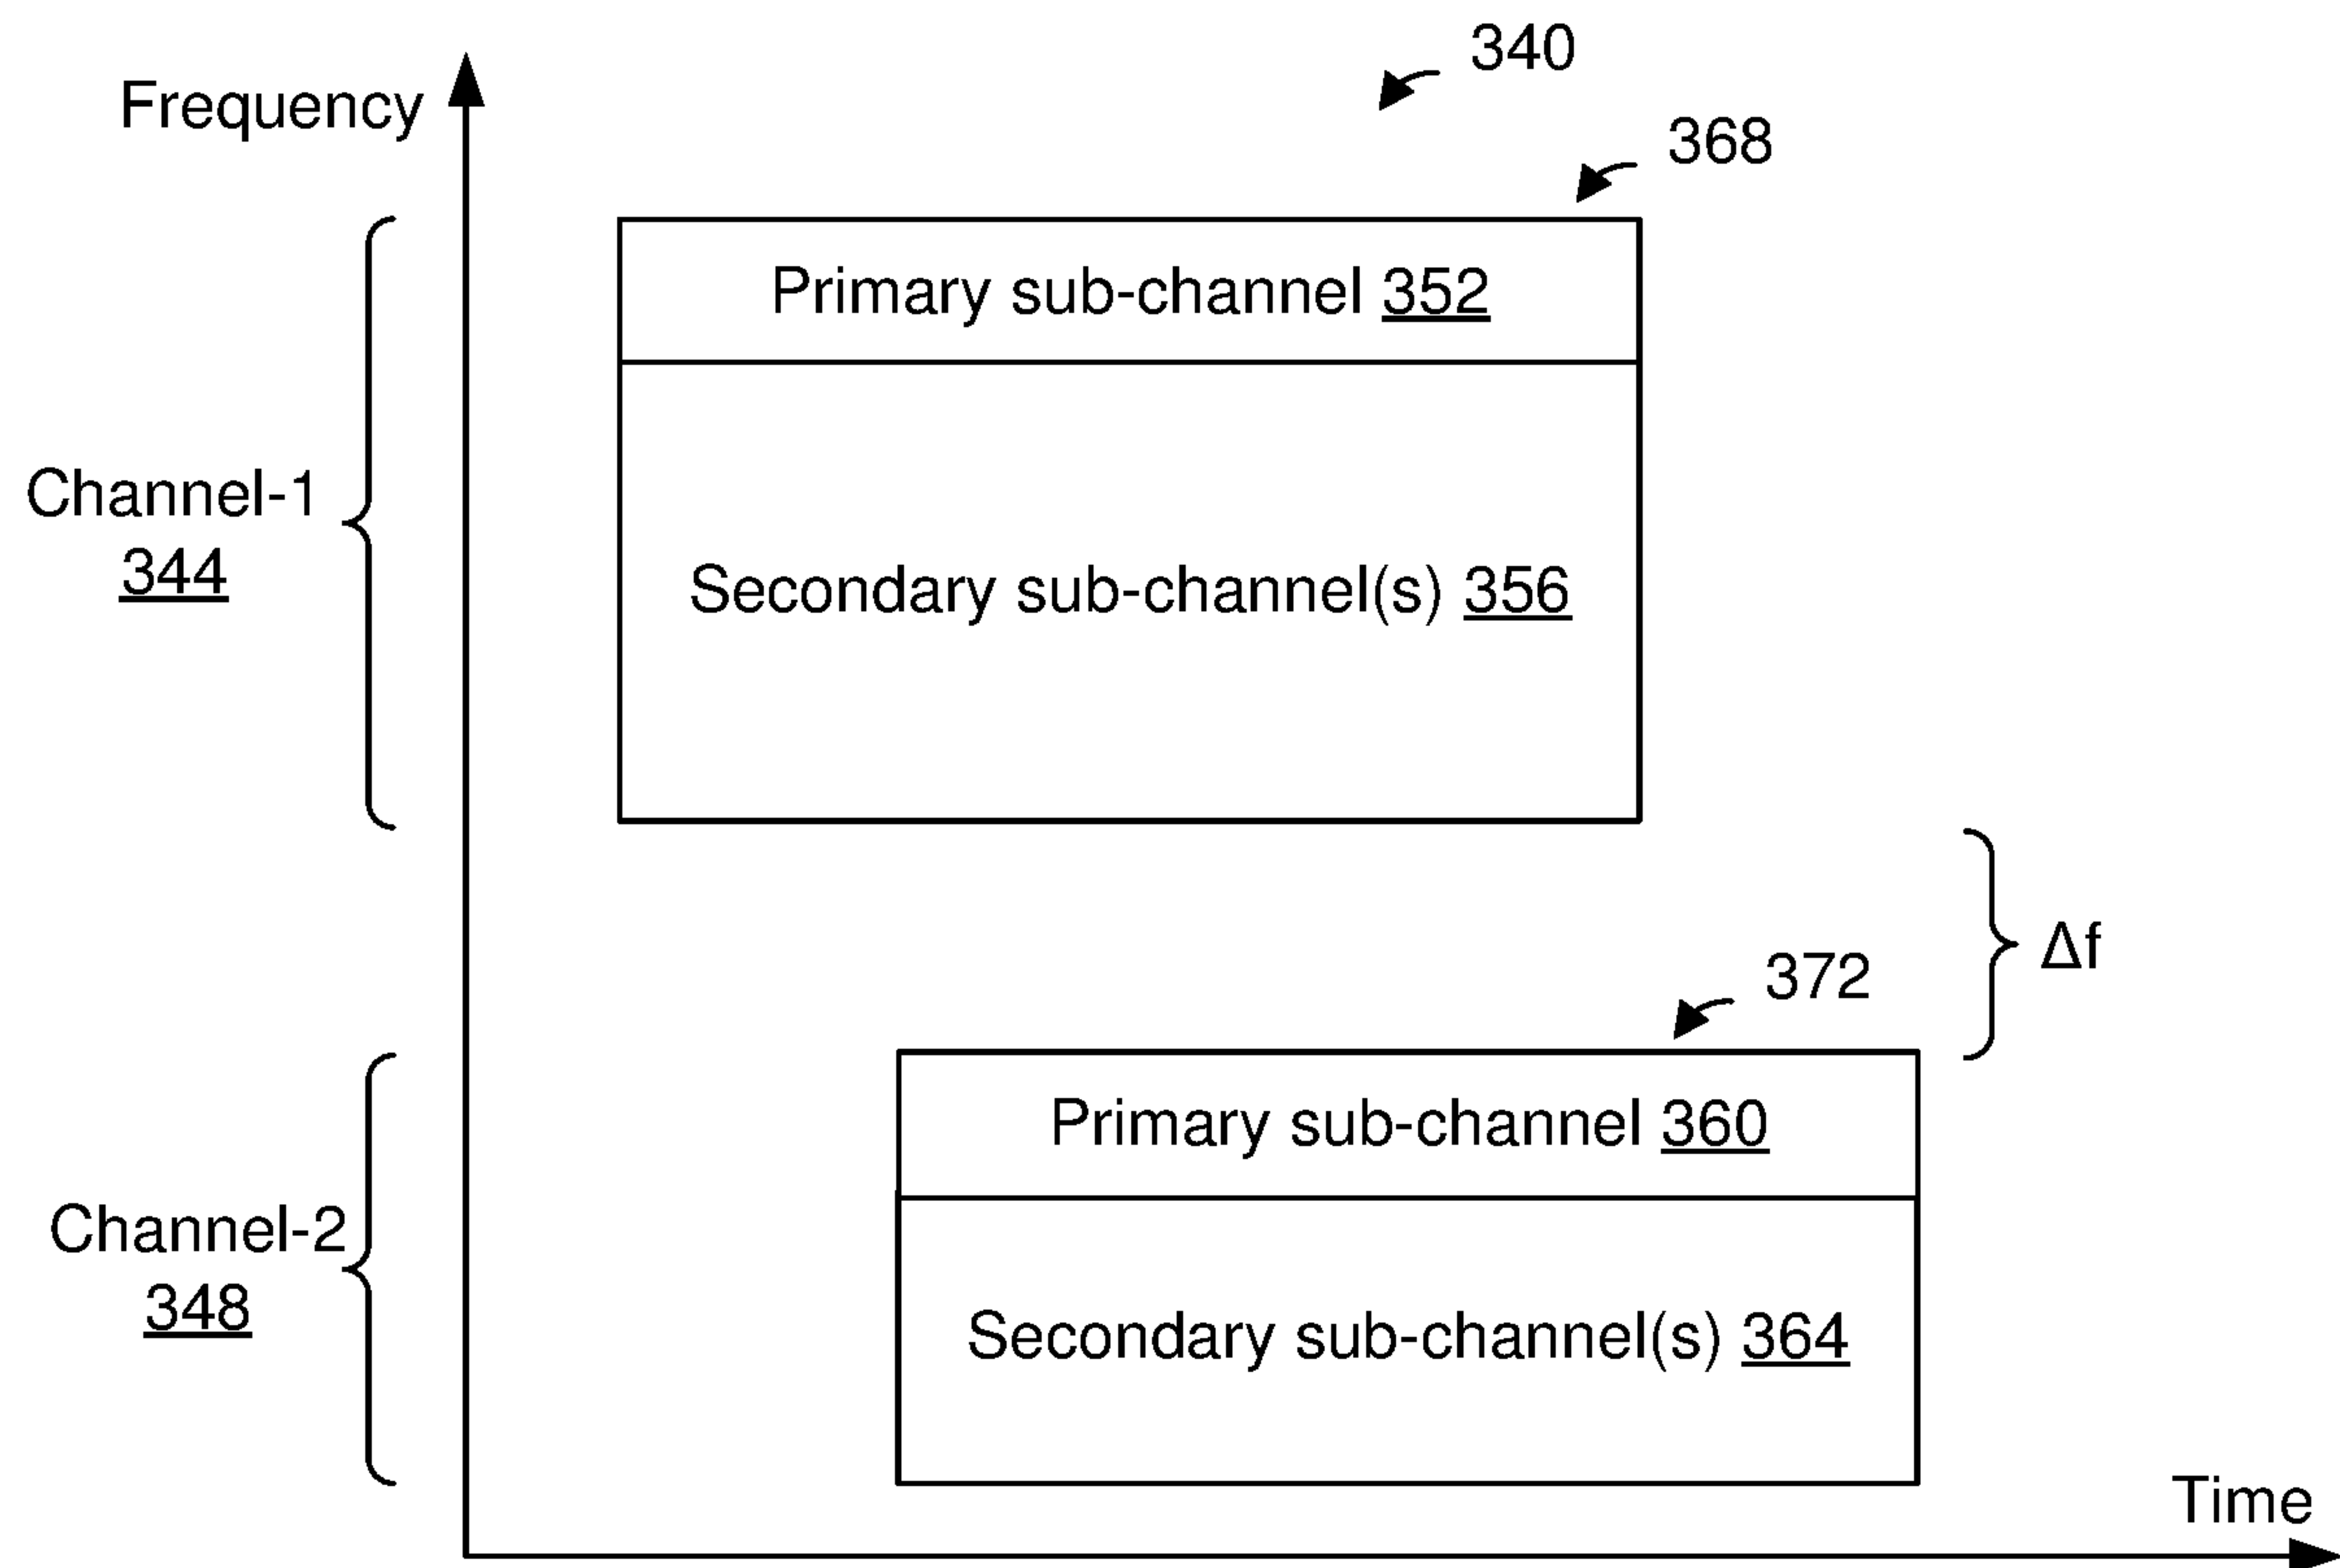 340
Frequency
368
Primary sub-channel 352
Channel-1
344
Secondary sub-channel(s) 356
Δf
372
Primary sub-channel 360
Channel-2
348
Secondary sub-channel(s) 364
Time